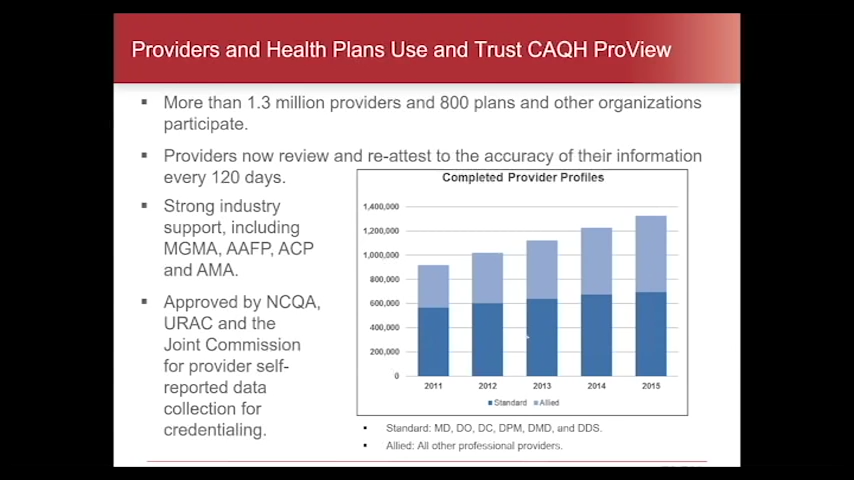 Providers and Health Plans Use and Trust CAQH ProView
▪ More than 1.3 million providers and 800 plans and other organizations
participate.
▪ Providers now review and re-attest to the accuracy of their information
every 120 days.
▪ Strong industry
support, including
MGMA, AAFP, ACP
and AMA.
▪ Approved by NCQA,
URAC and the
Joint Commission
for provider self-
reported data
collection for
credentialing.
Completed Provider Profiles
1,400,000
1,200,000
1,000,000
800,000
600,000
400,000
200,000
0
2011 2012 2013 2014 2015
Standard Allied
▪ Standard: MD, DO, DC, DPM, DMD, and DDS.
▪ Allied: All other professional providers.